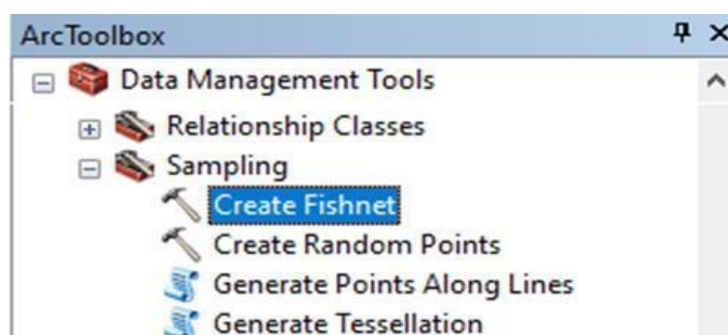 ArcToolbox
Data Management Tools
Relationship Classes
Sampling
Create Fishnet
Create Random Points
Generate Points Along Lines
Generate Tessellation